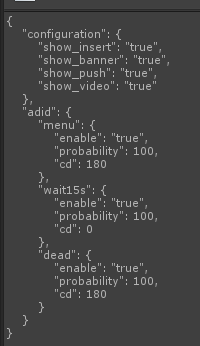 {
  "configuration": {
    "show_insert": "true",
    "show_banner": "true",
    "show_push": "true",
    "show_video": "true"
  },
  "adid": {
    "menu": {
      "enable": "true",
      "probability": 100,
      "cd": 180
    },
    "wait15s": {
      "enable": "true",
      "probability": 100,
      "cd": 0
    },
    "dead": {
      "enable": "true",
      "probability": 100,
      "cd": 180
    }
  }
}